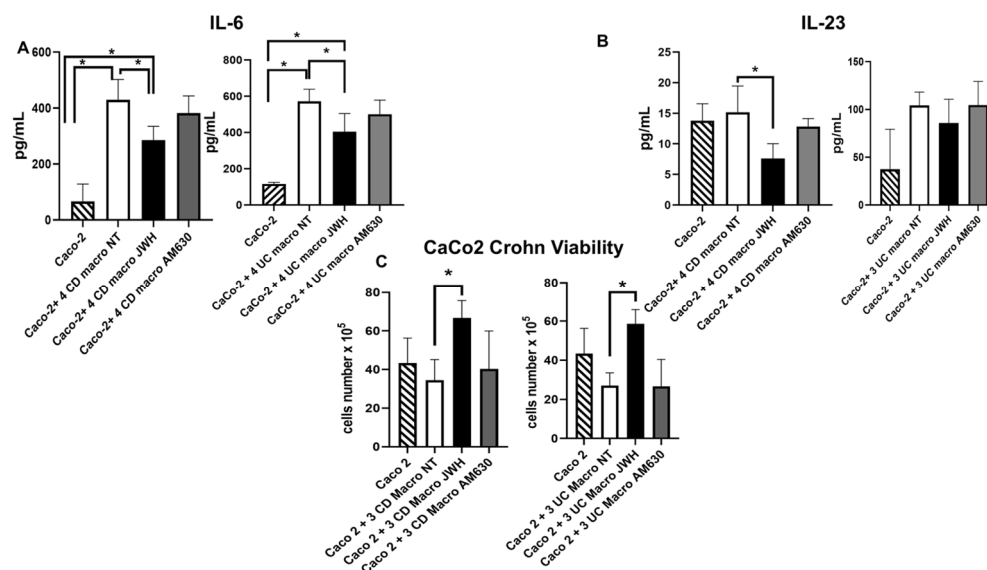 IL-6
IL-23
A
600
400
200
0
pg/mL
*
*
*
Caco-2
Caco-2+ 4 CD macro NT
Caco-2+ 4 CD macro JWH
Caco-2+ 4 CD macro AM630
800
600
400
200
0
pg/mL
*
*
*
CaCo-2
CaCo-2 + 4 UC macro NT
CaCo-2 + 4 UC macro JWH
CaCo-2 + 4 UC macro AM630
B
25
20
15
10
5
0
pg/mL
*
Caco-2
Caco-2+ 4 CD macro NT
Caco-2 + 4 CD macro JWH
Caco-2 + 4 CD macro AM630
150
100
50
0
pg/mL
Caco-2
Caco-2+ 3 UC macro NT
Caco-2 + 3 UC macro JWH
Caco-2 + 3 UC macro AM630
CaCo2 Crohn Viability
C
100
80
60
40
20
0
cells number x 10⁵
*
Caco 2
Caco 2 + 3 CD Macro NT
Caco 2 + 3 CD Macro JWH
Caco 2 + 3 CD Macro AM630
100
80
60
40
20
0
cells number x 10⁵
*
Caco 2
Caco 2 + 3 UC Macro NT
Caco 2 + 3 UC Macro JWH
Caco 2 + 3 UC Macro AM630